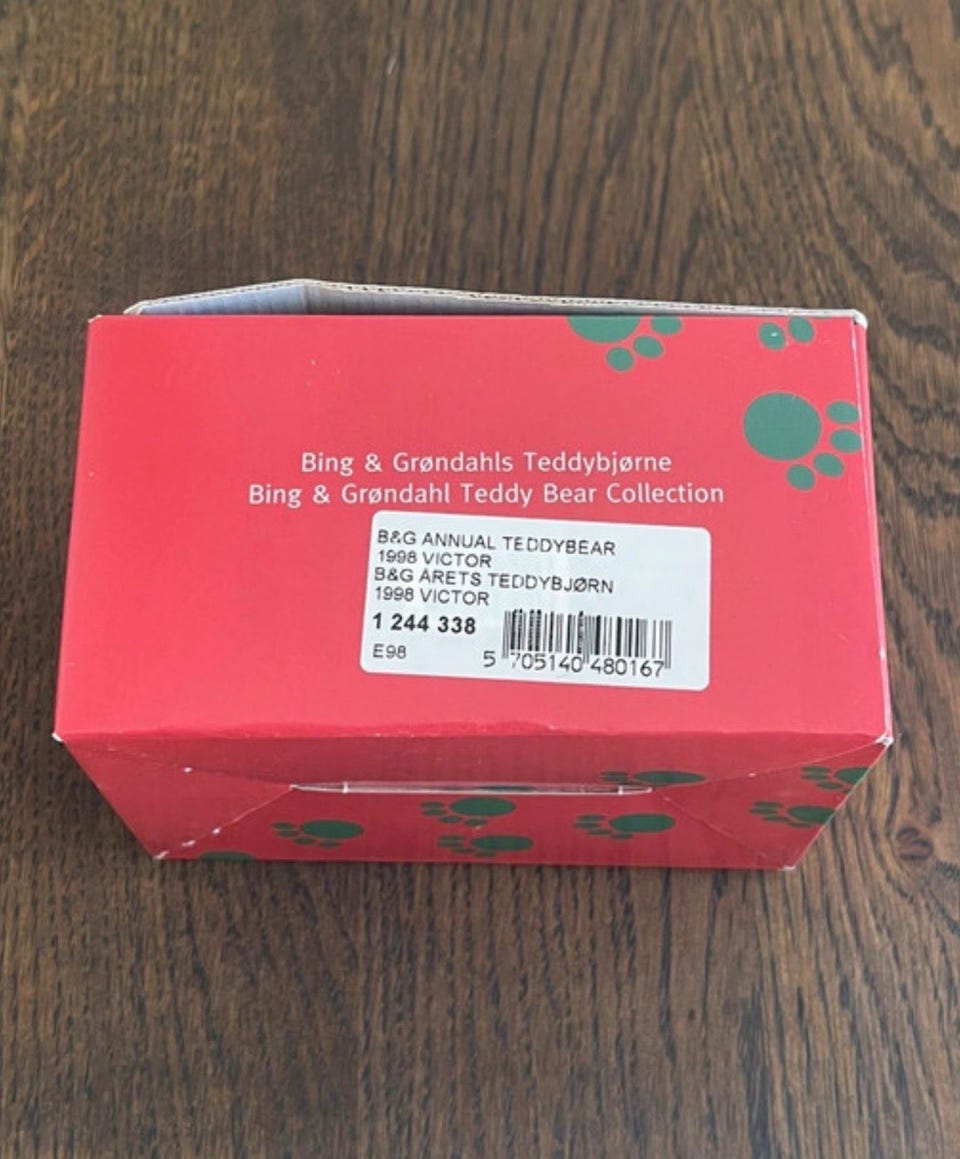 Bing & Grøndahls Teddybjørne
Bing & Grøndahl Teddy Bear Collection
B&G ANNUAL TEDDYBEAR
1998 VICTOR
B&G ÅRETS TEDDYBJØRN
1998 VICTOR
1 244 338
E98
5 705140 480167